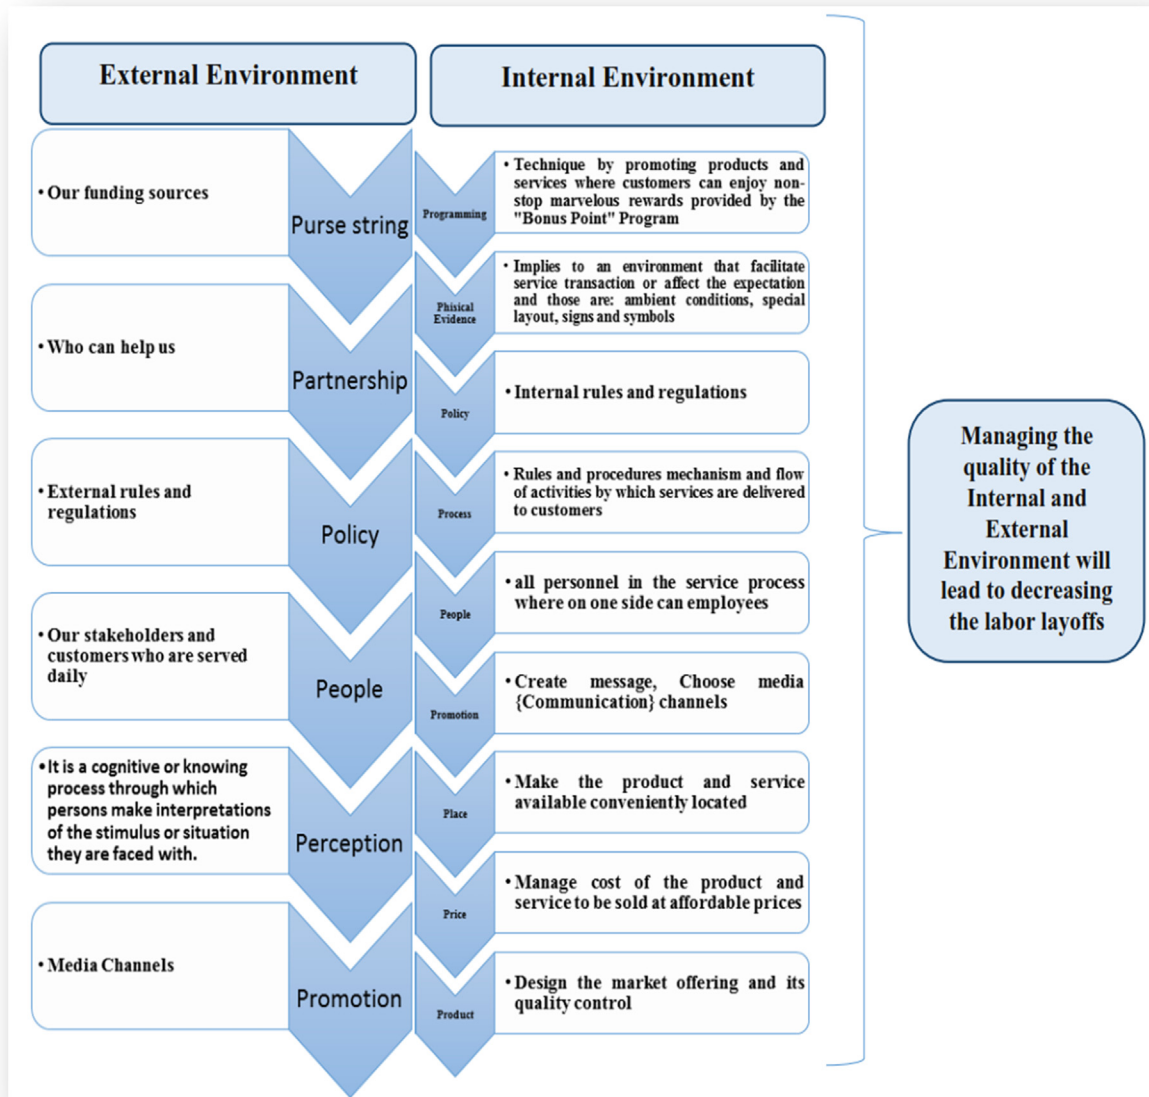 External Environment
Internal Environment
• Our funding sources
Purse string
• Who can help us
Partnership
• External rules and
regulations
Policy
• Our stakeholders and
customers who are served
daily
People
• It is a cognitive or knowing
process through which
persons make interpretations
of the stimulus or situation
they are faced with.
Perception
• Media Channels
Promotion
Programming
• Technique by promoting products and
services where customers can enjoy non-
stop marvelous rewards provided by the
"Bonus Point" Program
Phisical
Evidence
• Implies to an environment that facilitate
service transaction or affect the expectation
and those are: ambient conditions, special
layout, signs and symbols
Policy
• Internal rules and regulations
Process
• Rules and procedures mechanism and flow
of activities by which services are delivered
to customers
People
• all personnel in the service process
where on one side can employees
Promotion
• Create message, Choose media
{Communication} channels
Place
• Make the product and service
available conveniently located
Price
• Manage cost of the product and
service to be sold at affordable prices
Product
• Design the market offering and its
quality control
Managing the
quality of the
Internal and
External
Environment will
lead to decreasing
the labor layoffs